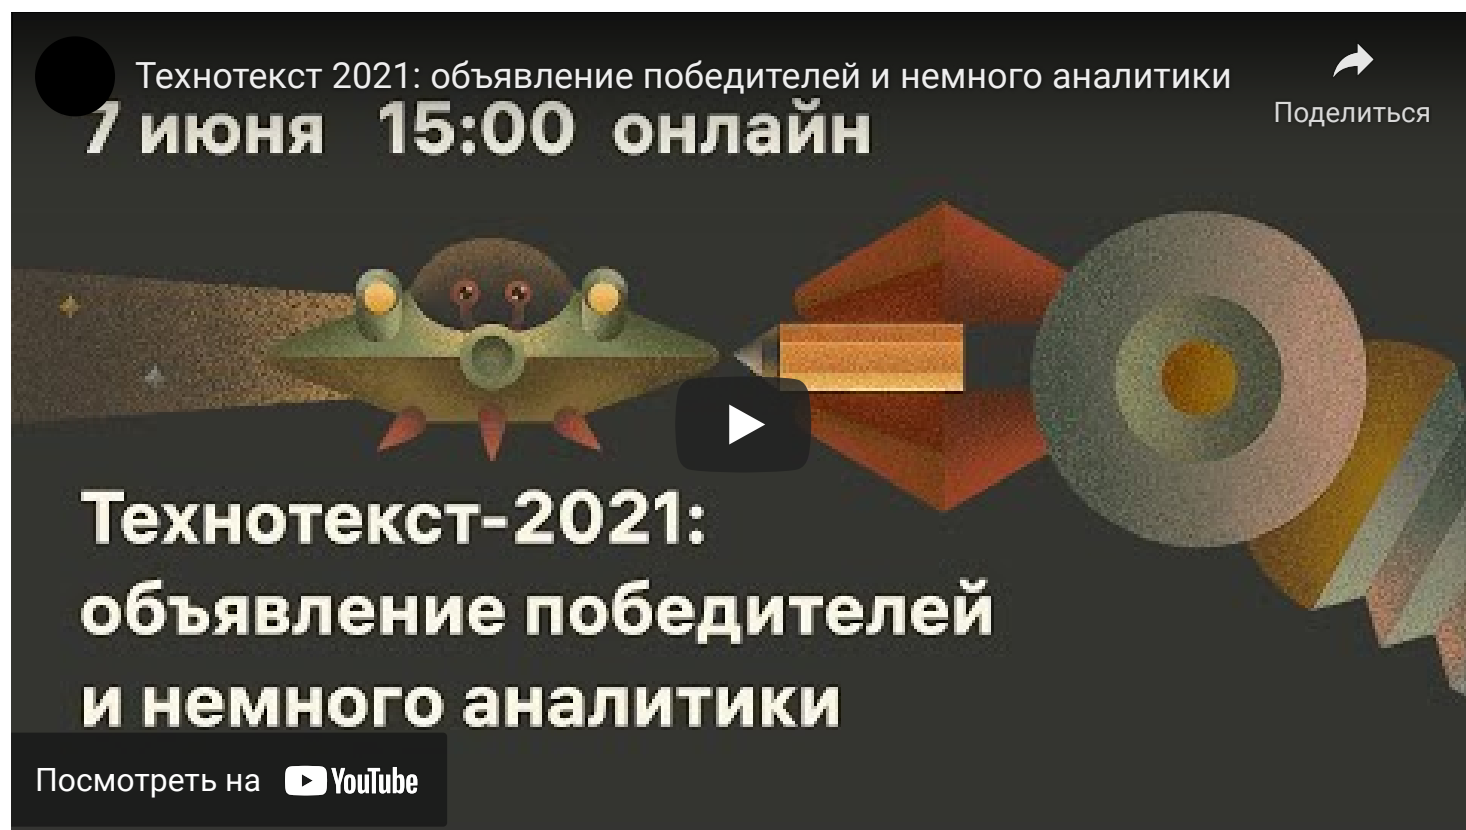 Технотекст 2021: объявление победителей и немного аналитики
Поделиться
7 июня 15:00 онлайн
Технотекст-2021:
объявление победителей
и немного аналитики
Посмотреть на YouTube